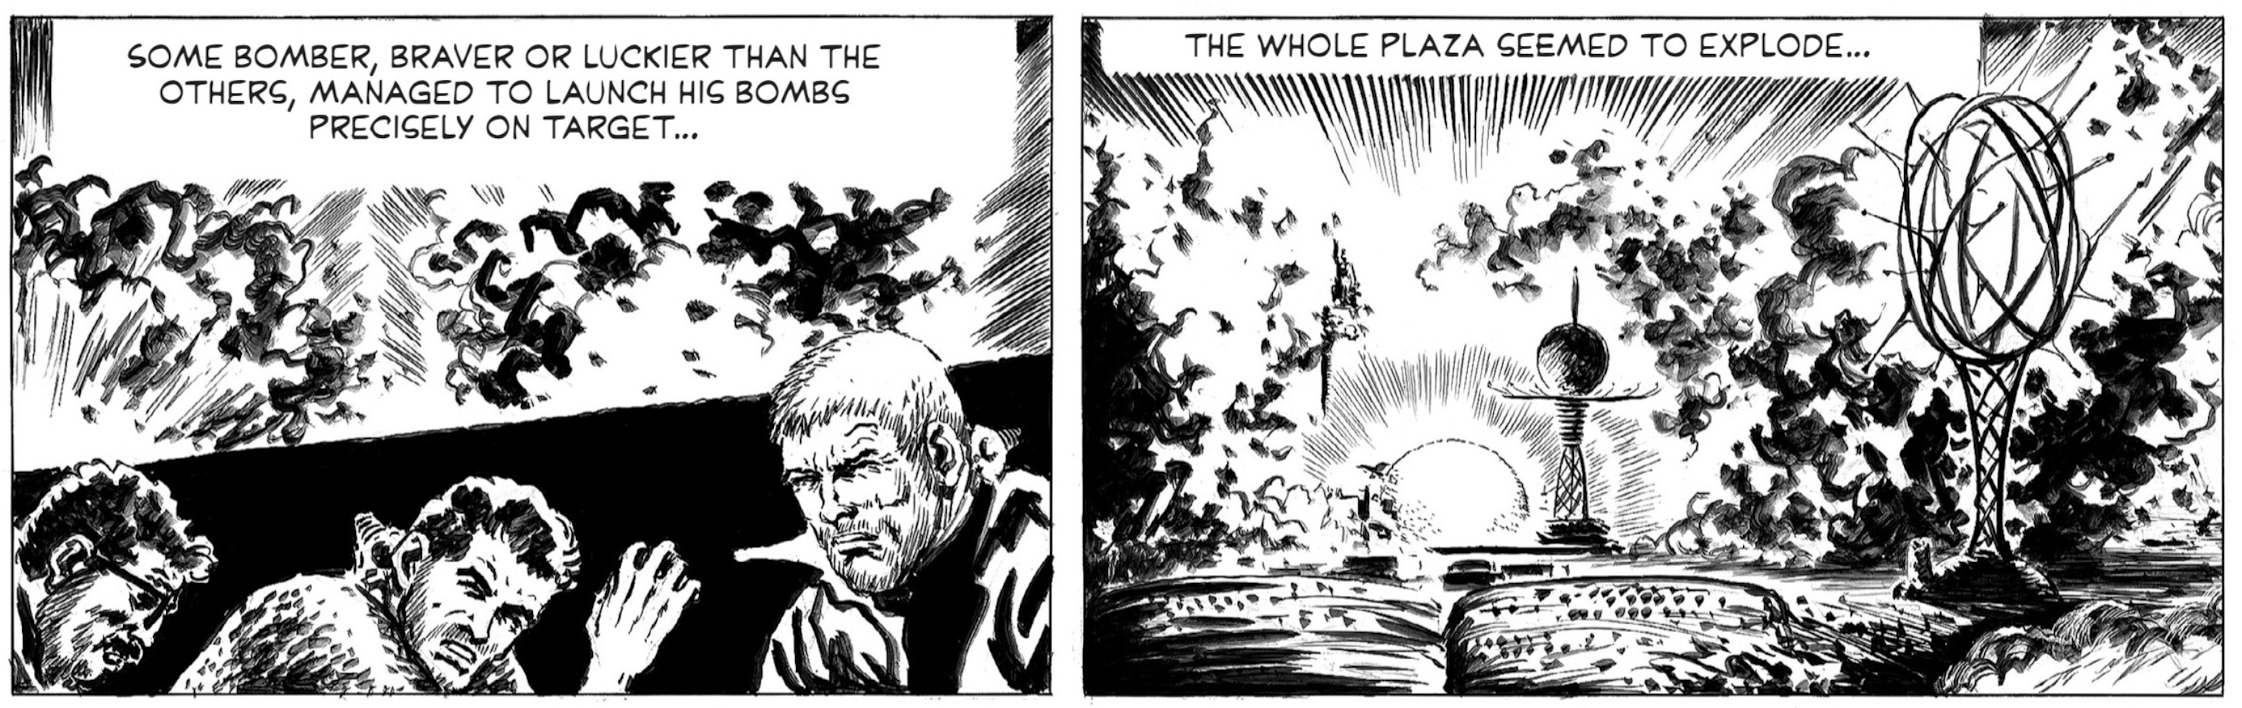 SOME BOMBER, BRAVER OR LUCKIER THAN THE
OTHERS, MANAGED TO LAUNCH HIS BOMBS
PRECISELY ON TARGET...
THE WHOLE PLAZA SEEMED TO EXPLODE...